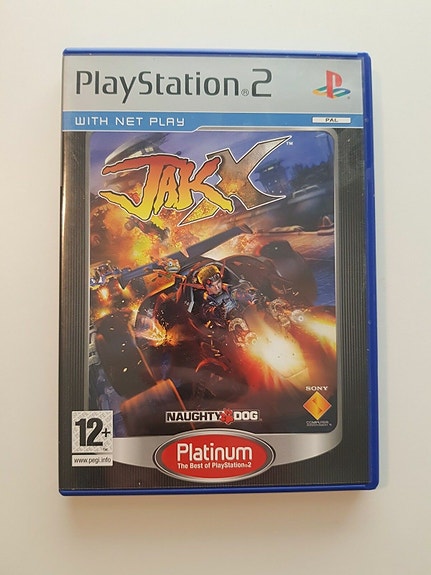 PlayStation®2
WITH NET PLAY
PAL
JAK X™
SONY
COMPUTER
NAUGHTY DOG
12+
www.pegi.info
Platinum
The Best of PlayStation®2